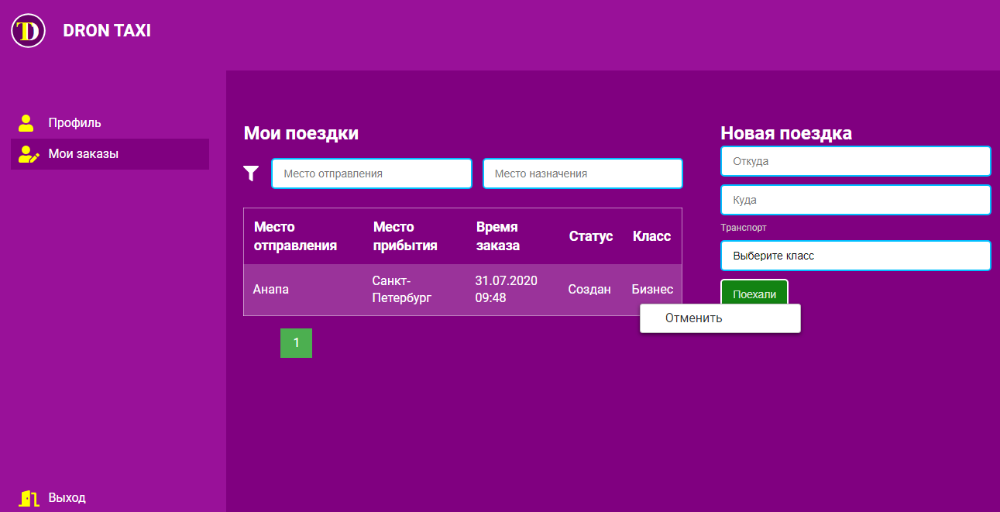 D
DRON TAXI
Профиль
Мои заказы
Выход
Мои поездки
Место отправления
Место назначения
Место
отправления
Место
прибытия
Время
заказа
Статус
Класс
Анапа
Санкт-
Петербург
31.07.2020
09:48
Создан
Бизнес
1
Новая поездка
Откуда
Куда
Транспорт
Выберите класс
Поехали
Отменить